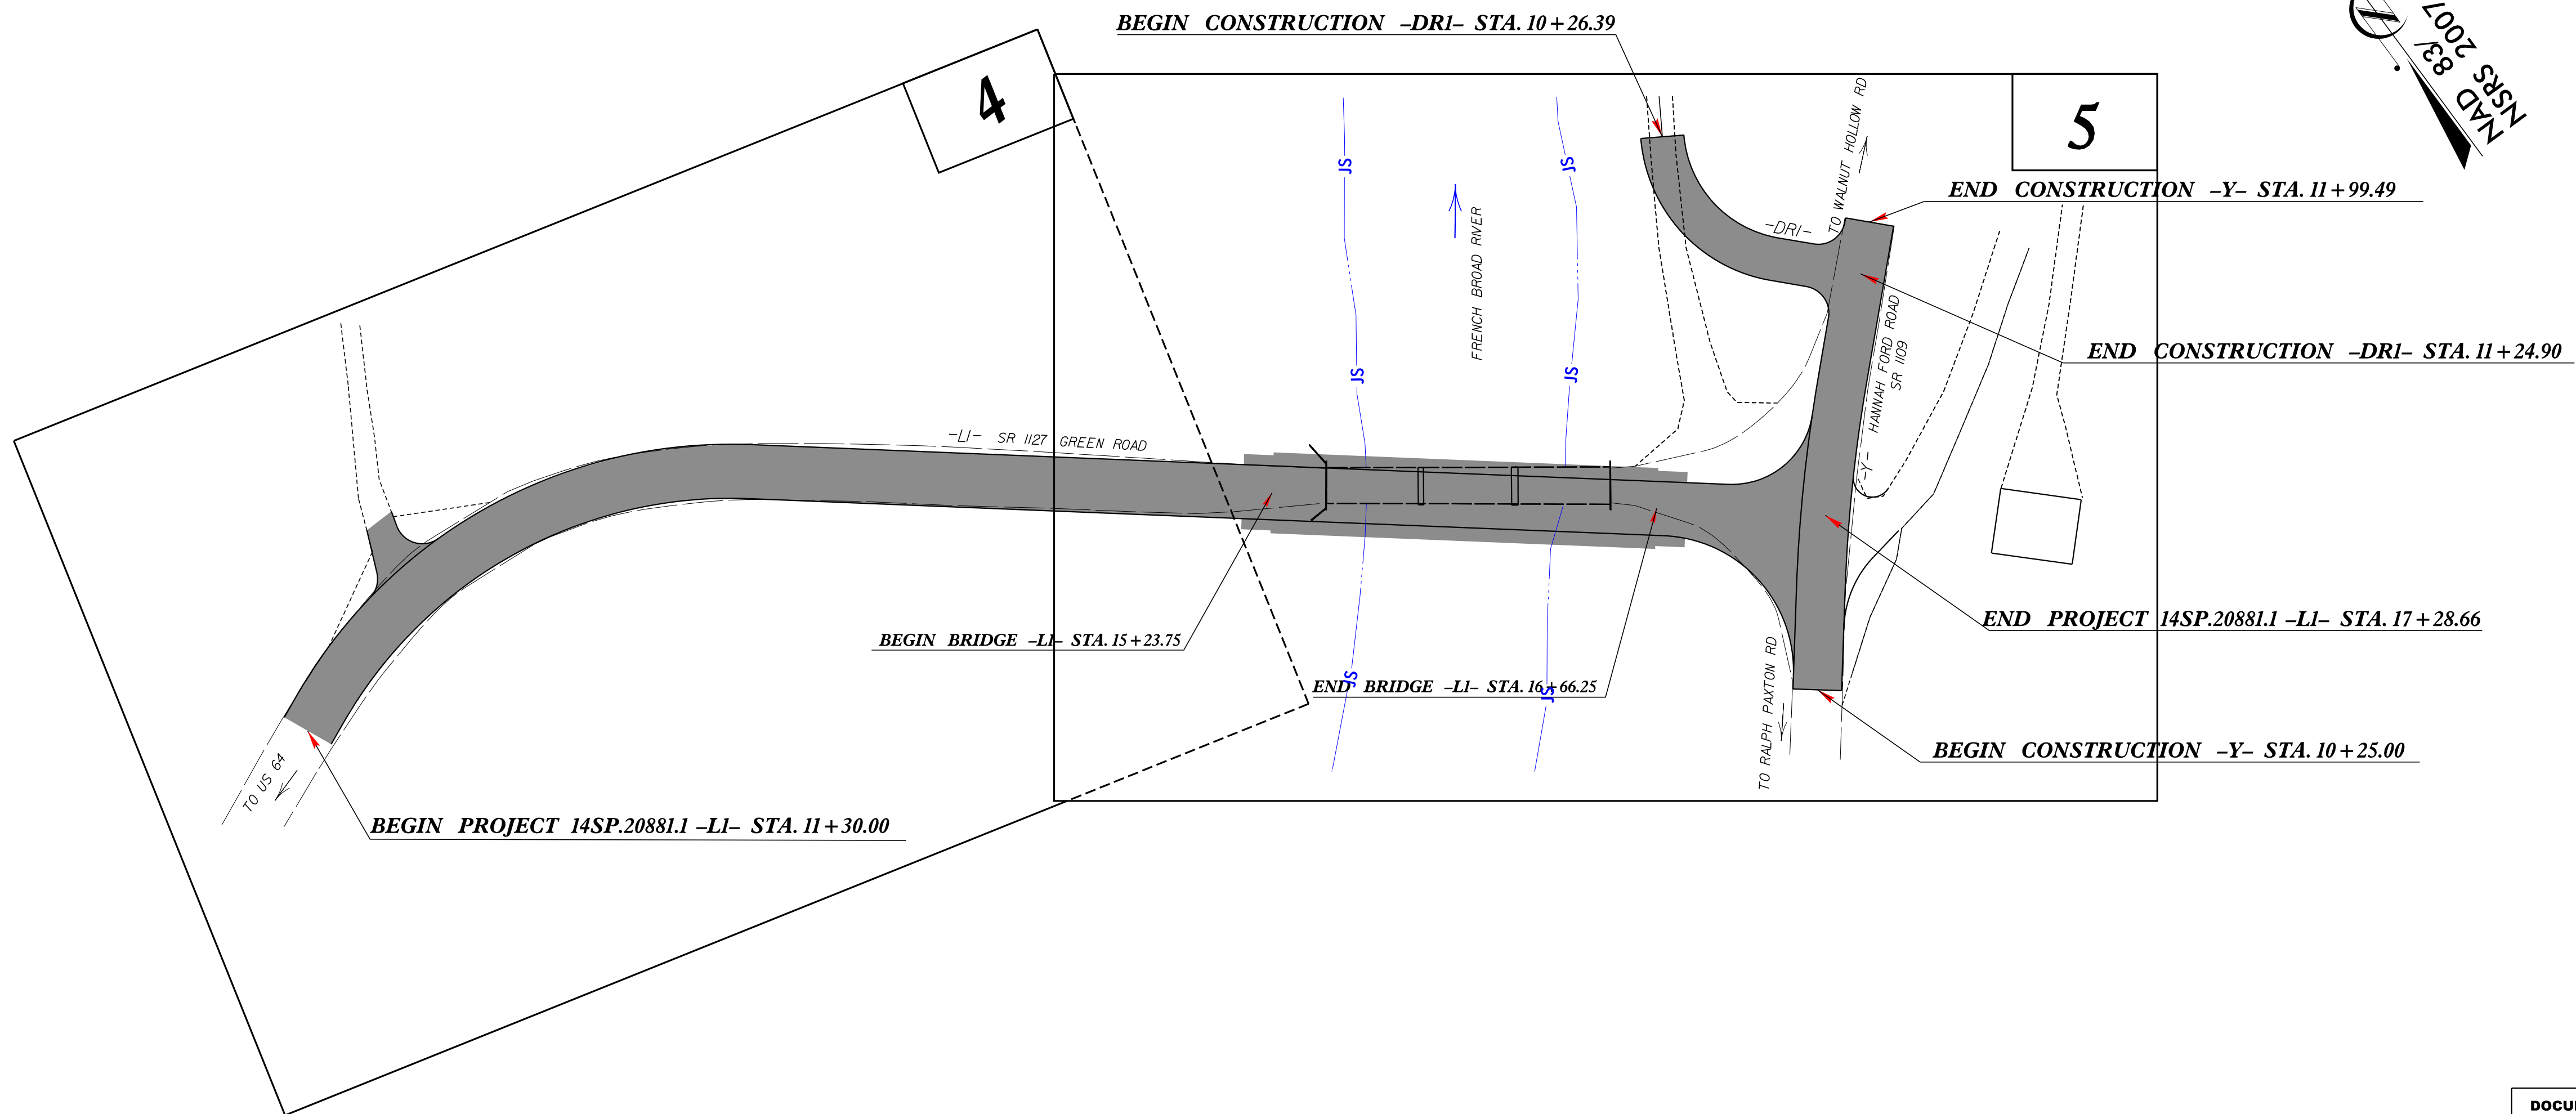 BEGIN CONSTRUCTION -DR1- STA. 10+26.39
NAD 83/
NSRS 2007
4
5
JS
JS
FRENCH BROAD RIVER
TO WALNUT HOLLOW RD
END CONSTRUCTION -Y- STA. 11+99.49
-DR1-
END CONSTRUCTION -DR1- STA. 11+24.90
JS
JS
-Y- HANNAH FORD ROAD
SR 1109
-L1- SR 1127 GREEN ROAD
BEGIN BRIDGE -L1- STA. 15+23.75
END PROJECT 14SP.20881.1 -L1- STA. 17+28.66
JS
JS
END BRIDGE -L1- STA. 16+66.25
TO RALPH PAXTON RD
BEGIN CONSTRUCTION -Y- STA. 10+25.00
TO US 64
BEGIN PROJECT 14SP.20881.1 -L1- STA. 11+30.00